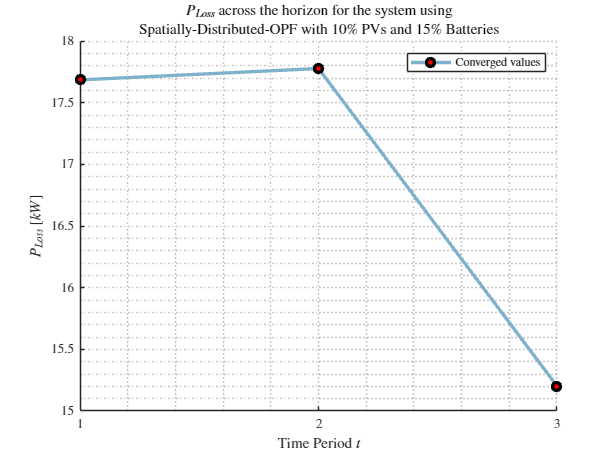 P_Loss across the horizon for the system using
Spatially-Distributed-OPF with 10% PVs and 15% Batteries
Converged values
18
17.5
17
16.5
16
15.5
15
P_Loss [kW]
1
2
3
Time Period t